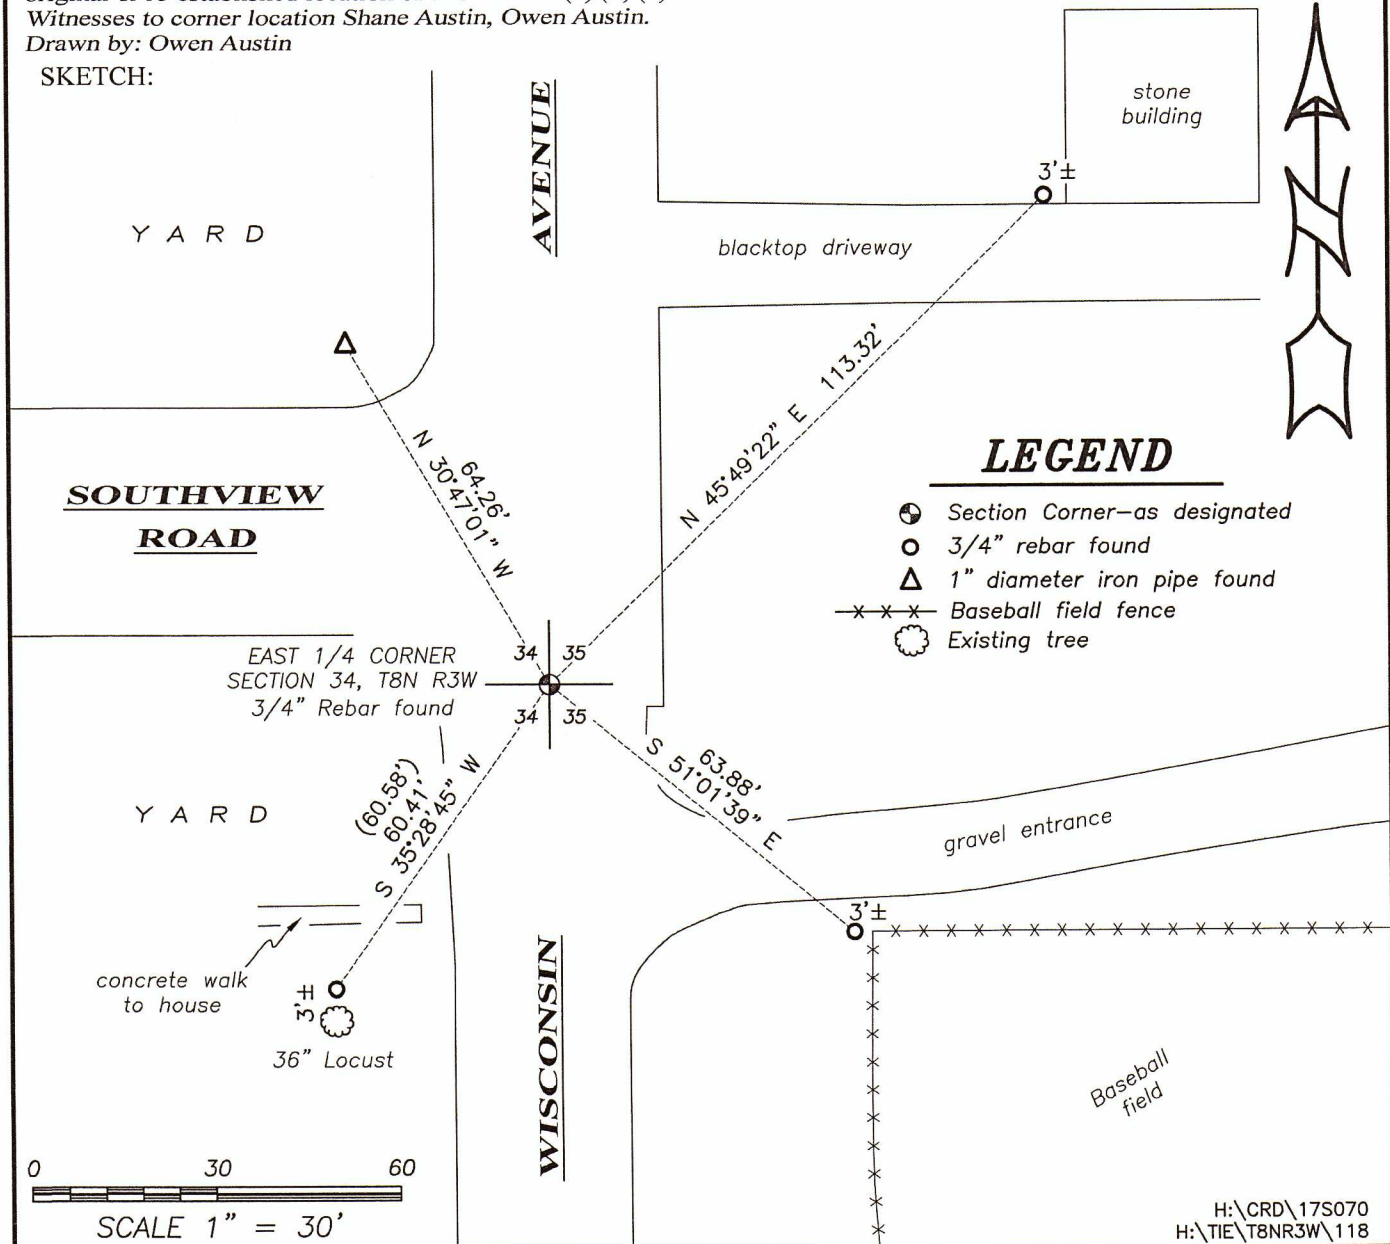 Witnesses to corner location Shane Austin, Owen Austin.
Drawn by: Owen Austin
SKETCH:
AVENUE
stone
building
3'±
YARD
blacktop driveway
N
113.32'
N 45°49'22" E
64.26'
N 30°47'01" W
SOUTHVIEW
ROAD
LEGEND
Section Corner-as designated
3/4" rebar found
1" diameter iron pipe found
x x x Baseball field fence
Existing tree
EAST 1/4 CORNER
SECTION 34, T8N R3W
3/4" Rebar found
34 35
34 35
(60.58')
60.41'
S 35°28'45" W
63.88'
S 51°01'39" E
YARD
gravel entrance
3'±
concrete walk
to house
3'±
36" Locust
WISCONSIN
Baseball
field
0 30 60
SCALE 1" = 30'
H:\CRD\17S070
H:\TIE\T8NR3W\118